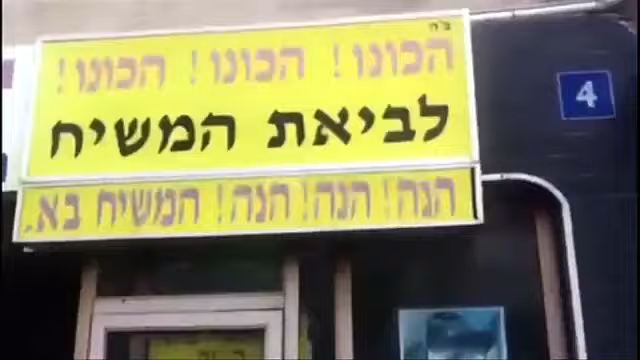 ב"ה
הכונו! הכונו! הכונו!
לביאת המשיח
הנה! הנה! הנה! המשיח בא.
4